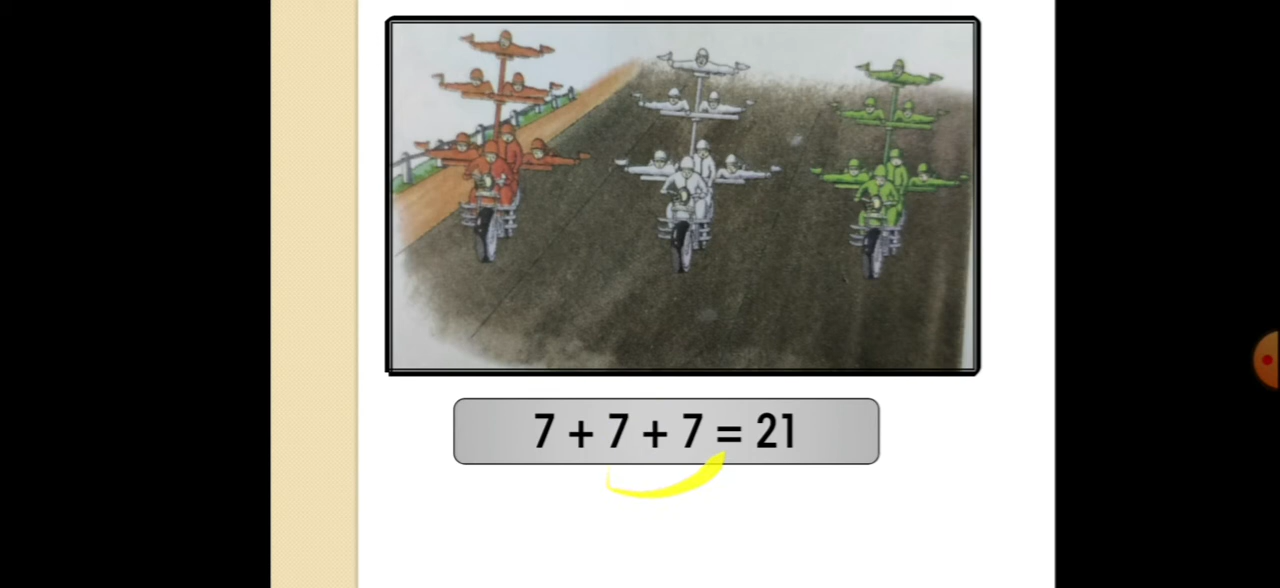 7 + 7 + 7 = 21